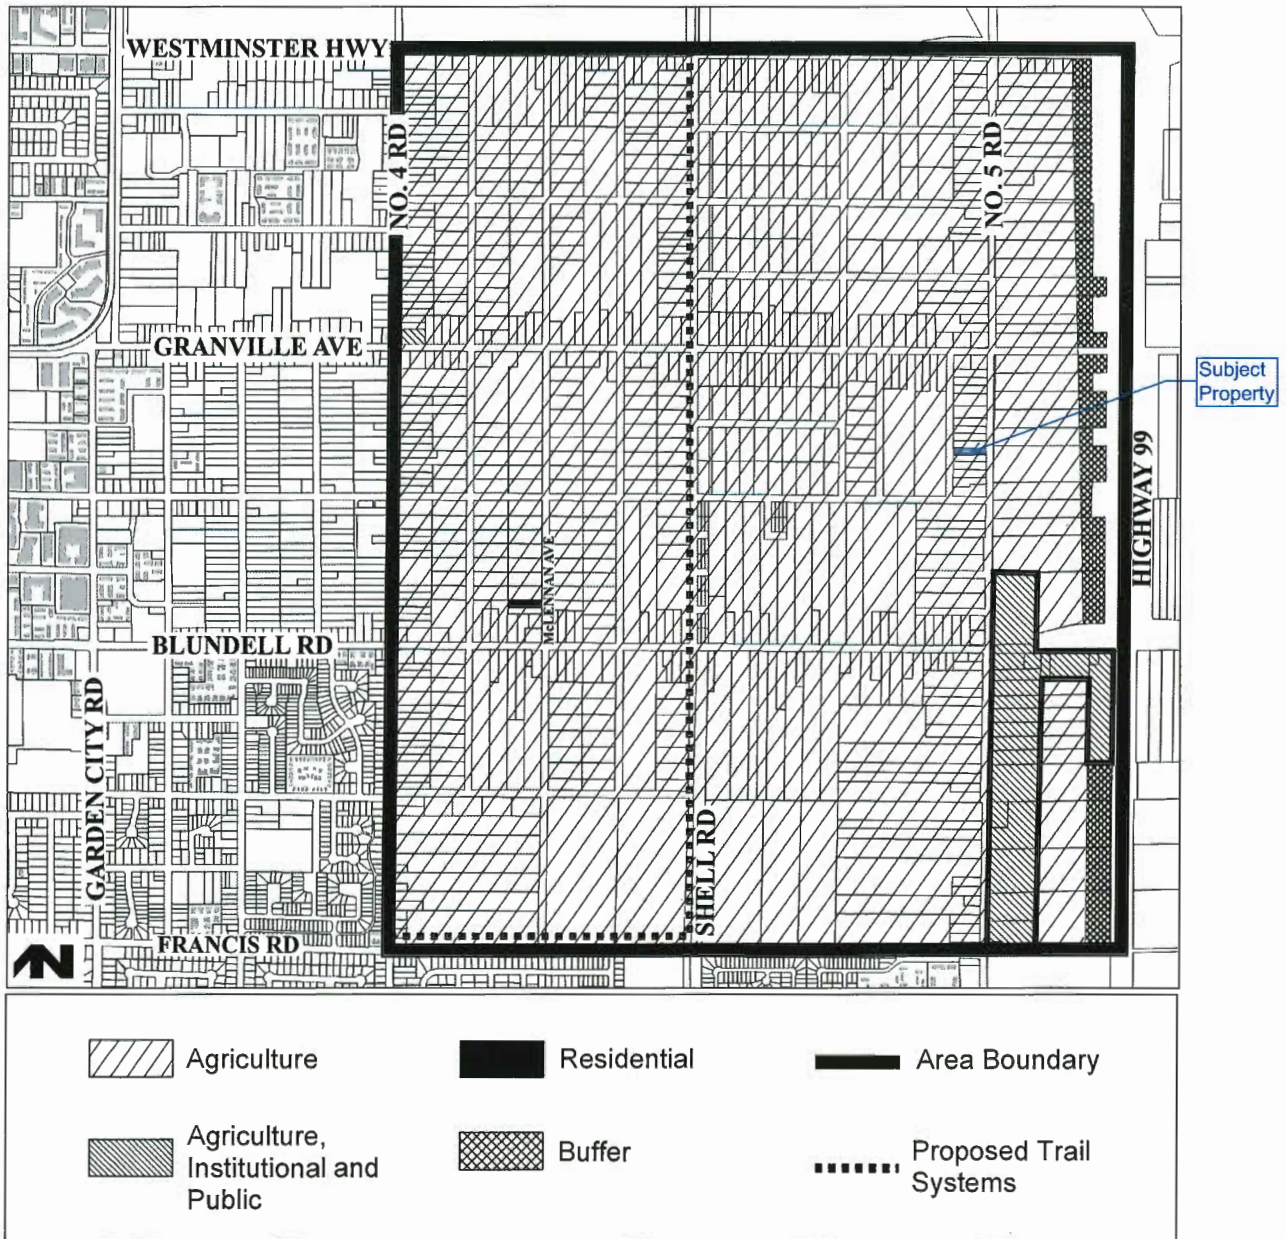 WESTMINSTER HWY
NO. 4 RD
NO. 5 RD
GRANVILLE AVE
Subject
Property
HIGHWAY 99
McLENNAN AVE
BLUNDELL RD
GARDEN CITY RD
SHELL RD
FRANCIS RD
N
Agriculture
Residential
Area Boundary
Agriculture,
Institutional and
Public
Buffer
Proposed Trail
Systems